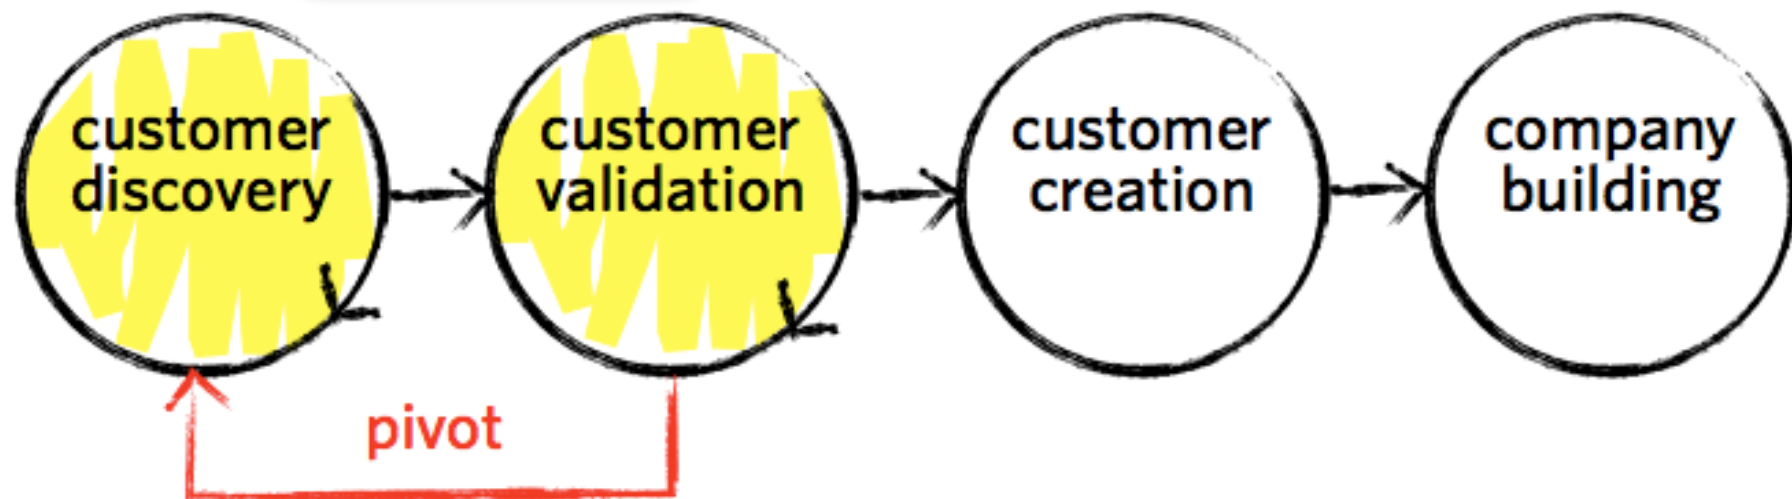 customer
discovery
customer
validation
customer
creation
company
building
pivot